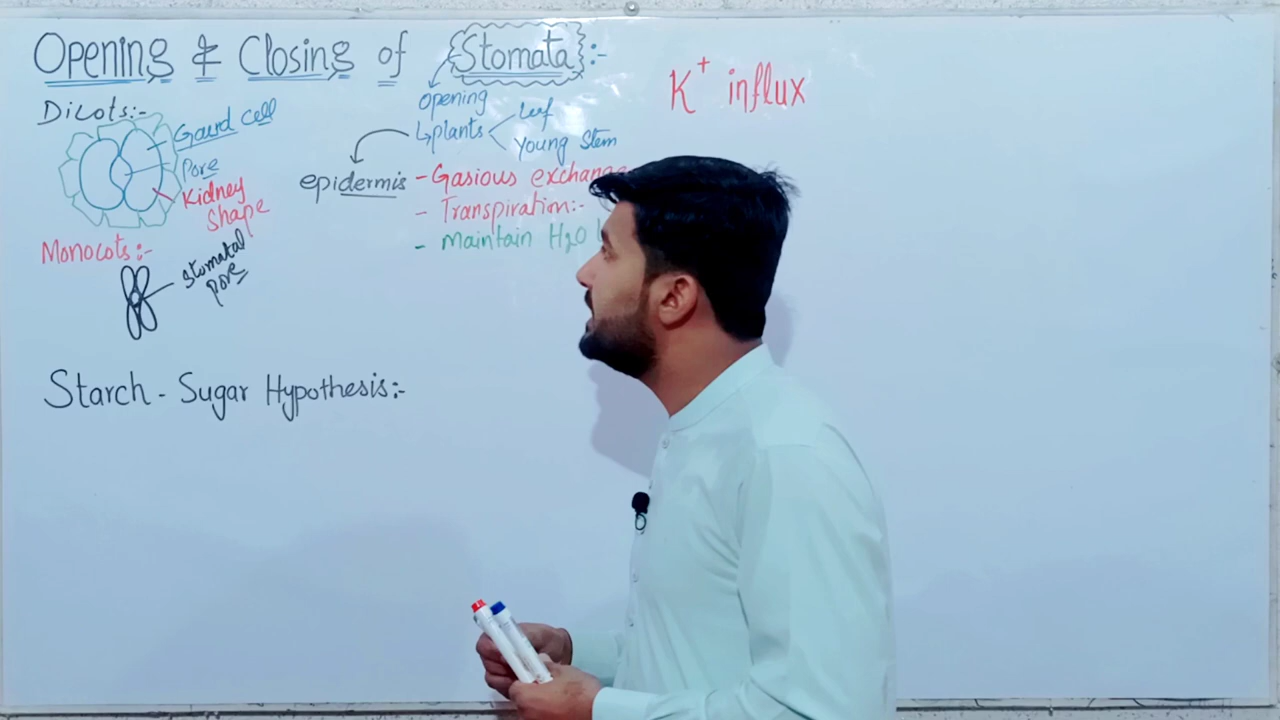 Opening & Closing of Stomata:-
K+ influx
opening
↳plants
Leaf
Young Stem
epidermis
- Gasious exchange
- Transpiration:-
- Maintain H2O
Dicots:-
Gaurd cell
Pore
Kidney
Shape
Monocots:-
Stomatal
pore
Starch - Sugar Hypothesis:-